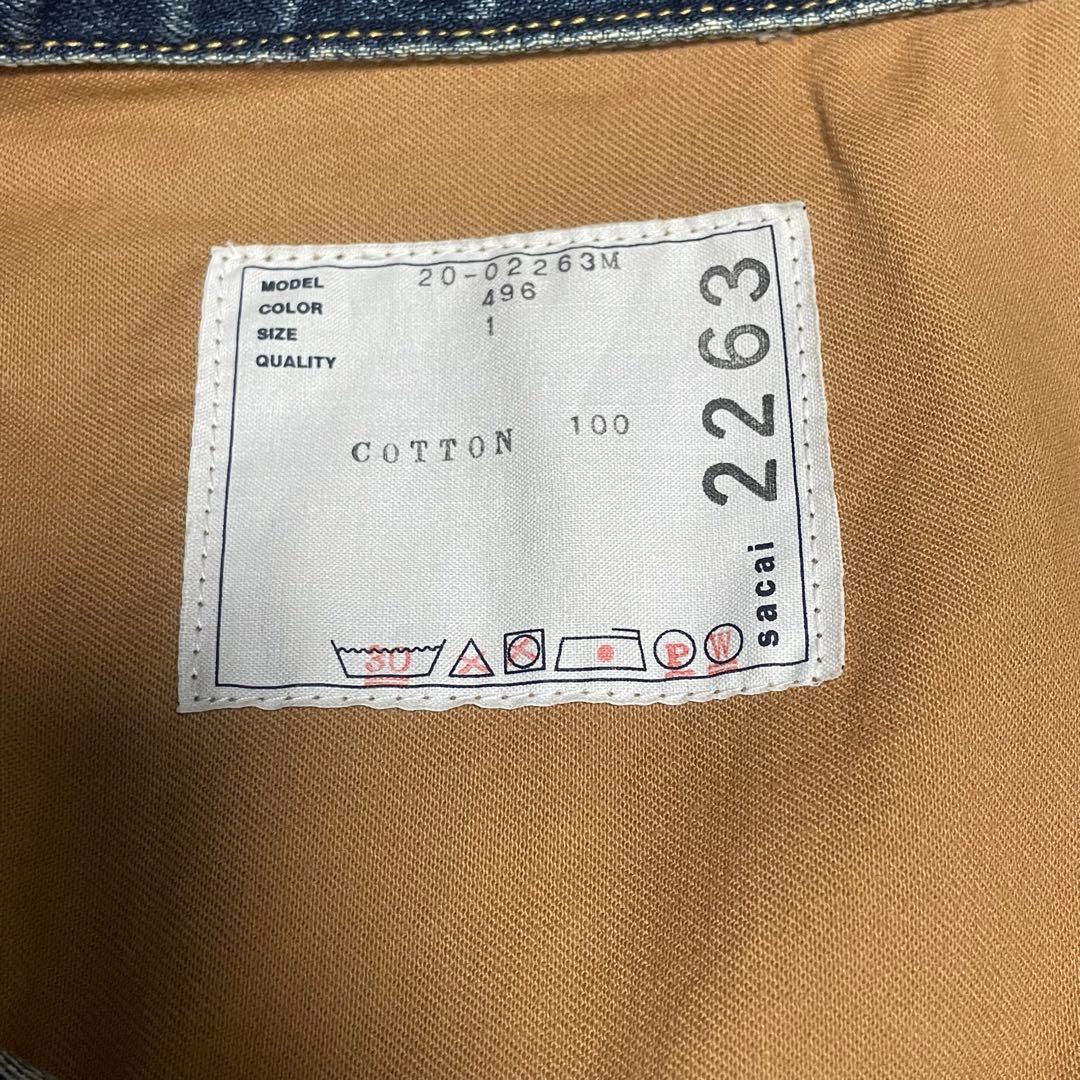 MODEL 20-02263M
COLOR 496
SIZE 1
QUALITY
COTTON 100
sacai 2263
30 P W